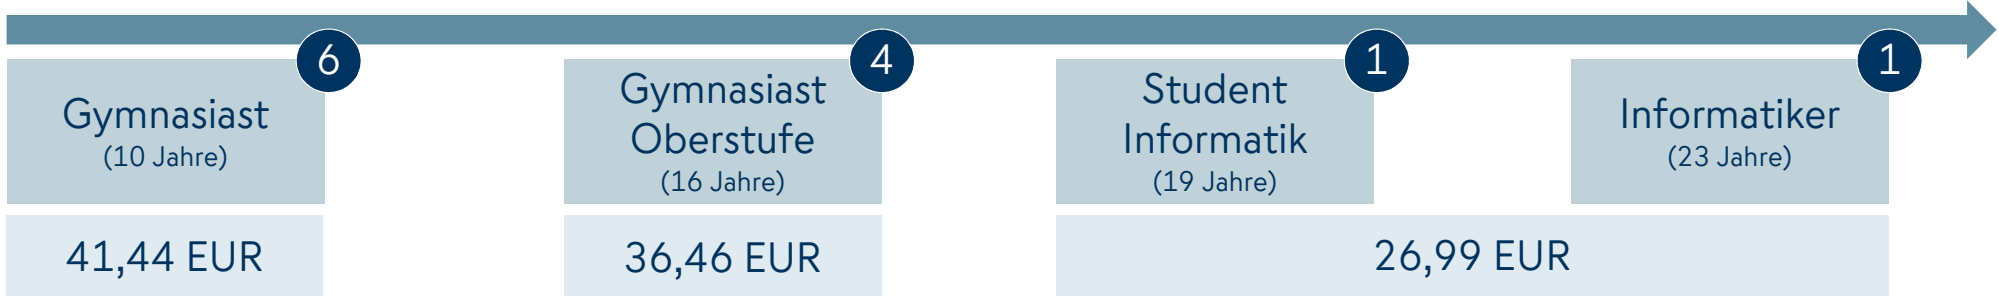 6
Gymnasiast
(10 Jahre)
41,44 EUR
4
Gymnasiast
Oberstufe
(16 Jahre)
36,46 EUR
1
Student
Informatik
(19 Jahre)
1
Informatiker
(23 Jahre)
26,99 EUR